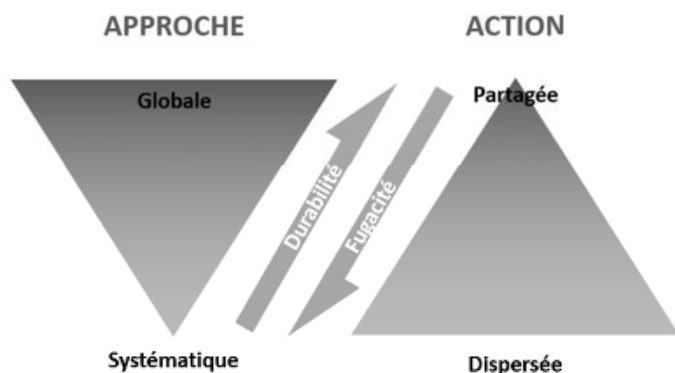 APPROCHE
ACTION
Globale
Partagée
Durabilité
Fugacité
Systématique
Dispersée